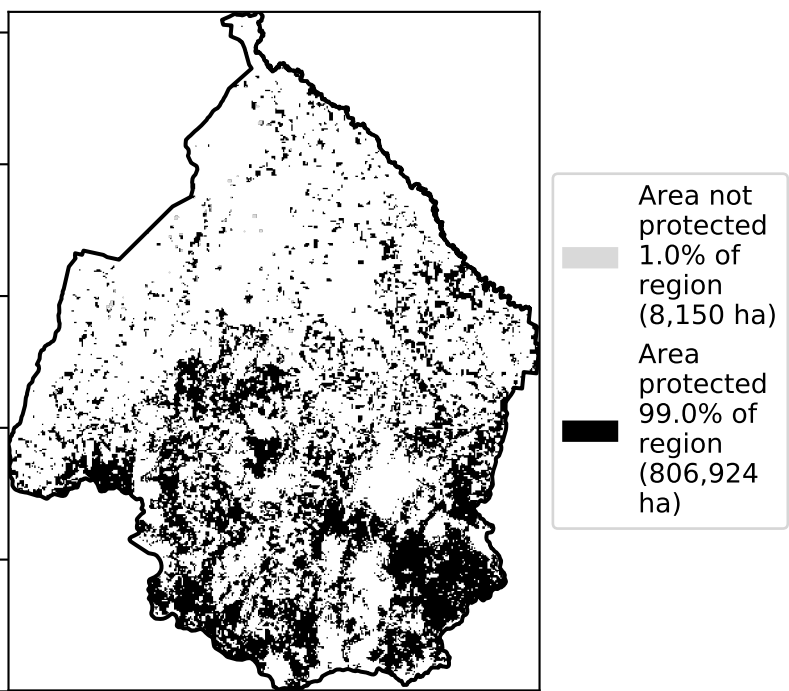 Area not
protected
1.0% of
region
(8,150 ha)
Area
protected
99.0% of
region
(806,924
ha)